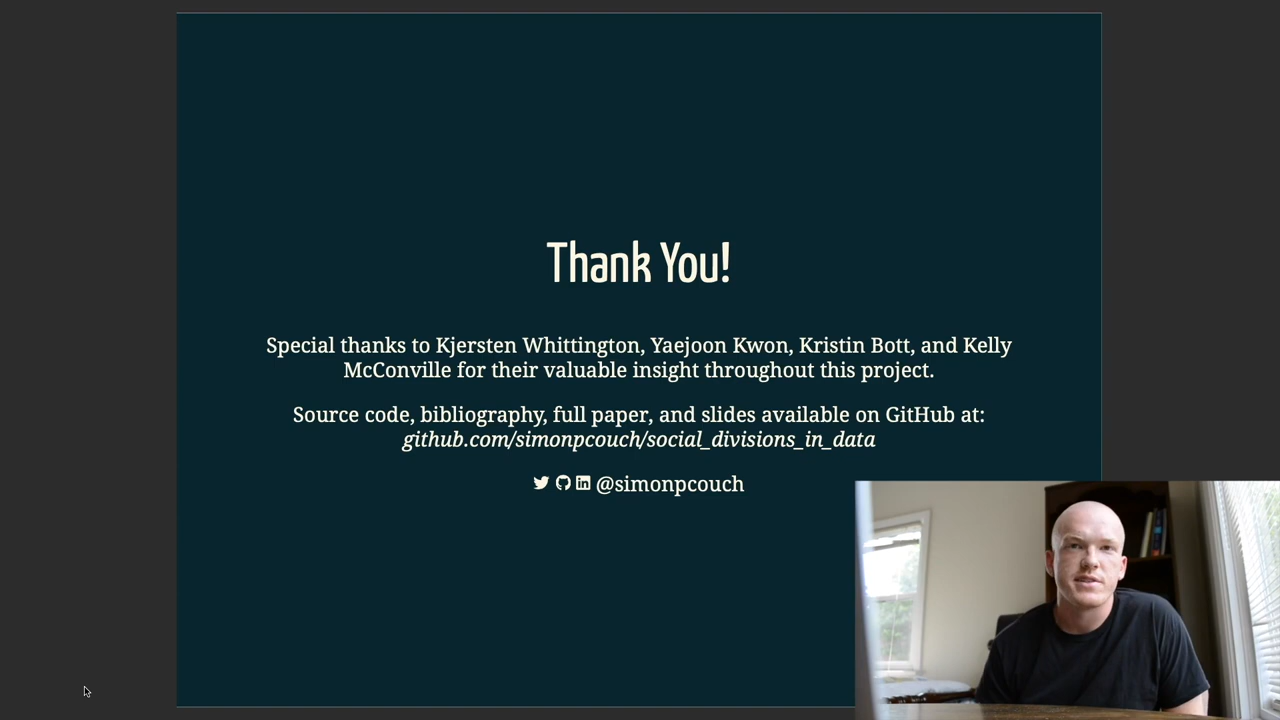 Thank You!
Special thanks to Kjersten Whittington, Yaejoon Kwon, Kristin Bott, and Kelly
McConville for their valuable insight throughout this project.
Source code, bibliography, full paper, and slides available on GitHub at:
github.com/simonpcouch/social_divisions_in_data
@simonpcouch